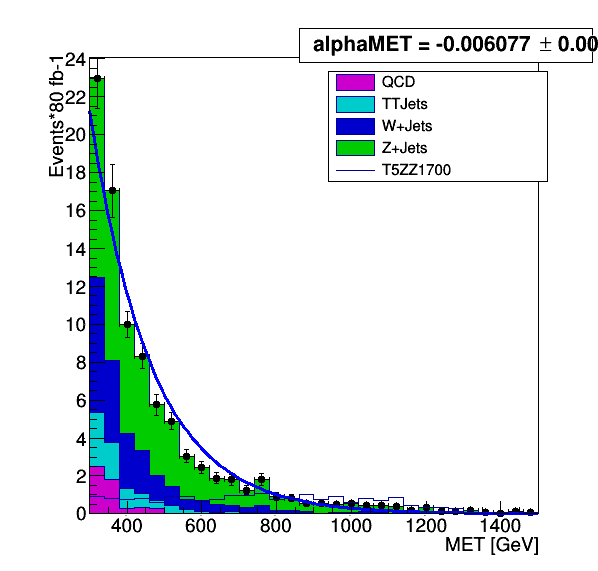 alphaMET = -0.006077 ± 0.00
Events*80 fb-1
QCD
TTJets
W+Jets
Z+Jets
T5ZZ1700
24
22
20
18
16
14
12
10
8
6
4
2
0
400 600 800 1000 1200 1400
MET [GeV]